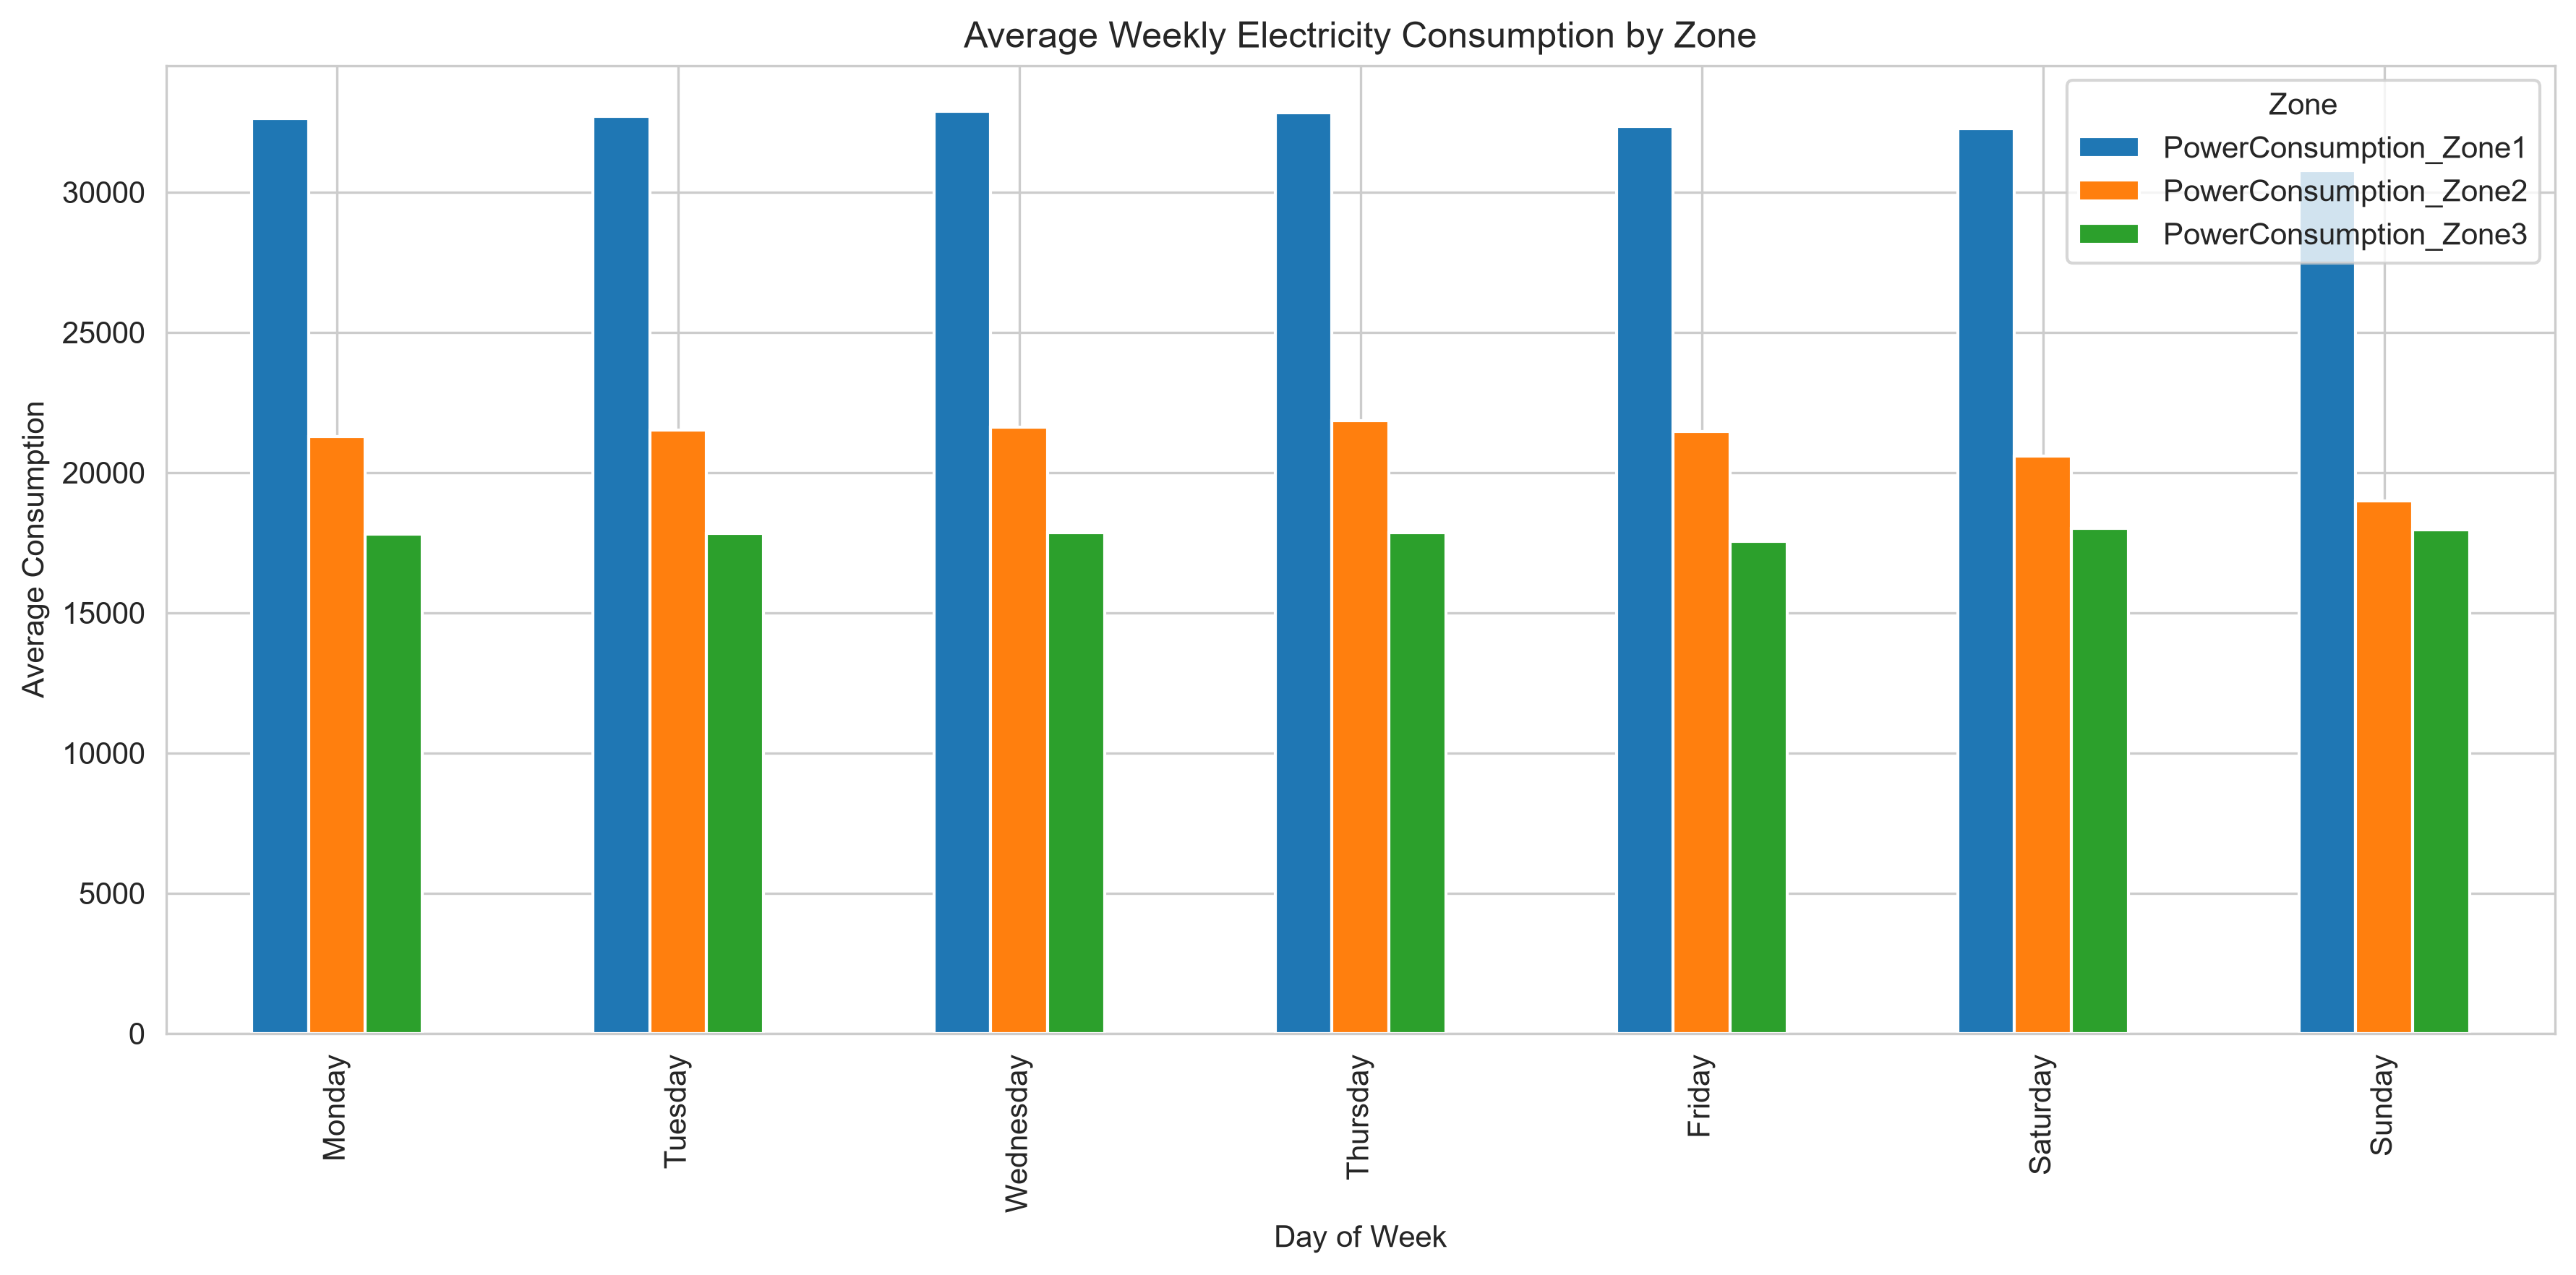 Average Weekly Electricity Consumption by Zone
Zone
PowerConsumption_Zone1
PowerConsumption_Zone2
PowerConsumption_Zone3
Average Consumption
30000
25000
20000
15000
10000
5000
0
Monday
Tuesday
Wednesday
Thursday
Friday
Saturday
Sunday
Day of Week